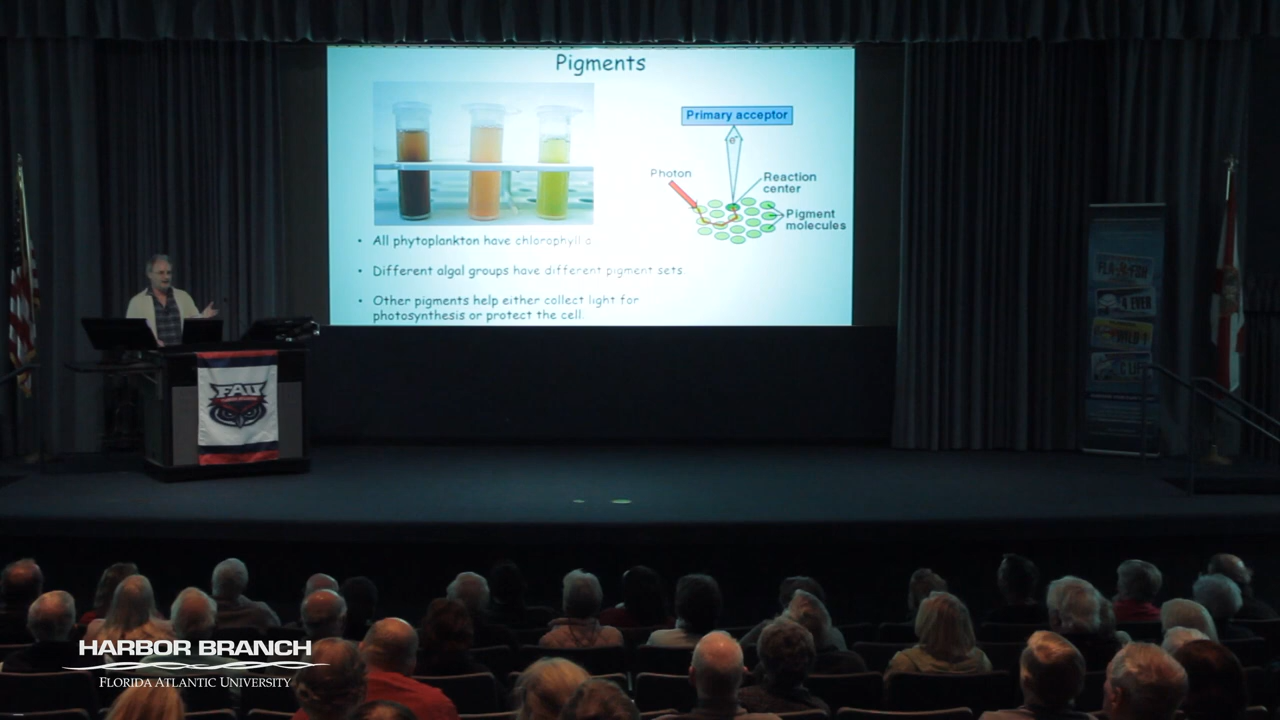 Pigments
Primary acceptor
e⁻
Photon
Reaction
center
Pigment
molecules
• All phytoplankton have chlorophyll a
• Different algal groups have different pigment sets.
• Other pigments help either collect light for
photosynthesis or protect the cell.
FAU
HARBOR BRANCH
FLORIDA ATLANTIC UNIVERSITY